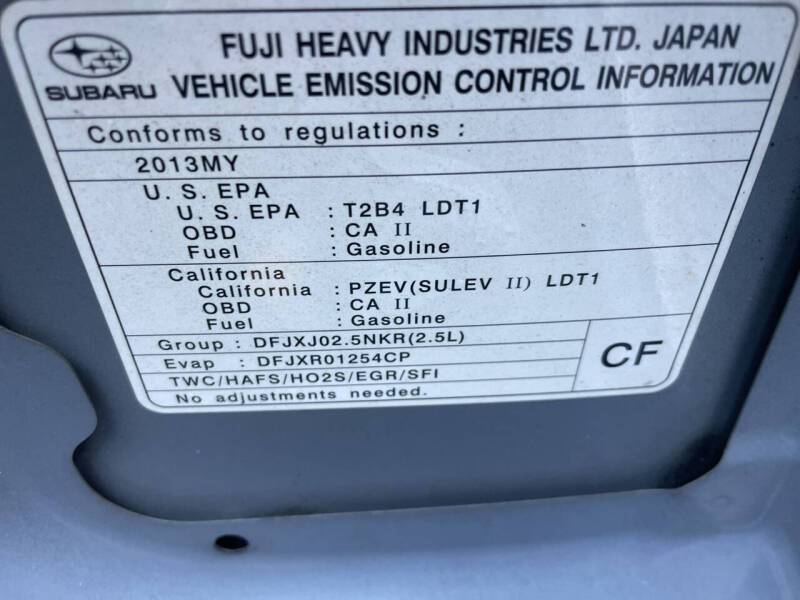 SUBARU
FUJI HEAVY INDUSTRIES LTD. JAPAN
VEHICLE EMISSION CONTROL INFORMATION
Conforms to regulations :
2013MY
U. S. EPA
U. S. EPA : T2B4 LDT1
OBD : CA II
Fuel : Gasoline
California
California : PZEV(SULEV II) LDT1
OBD : CA II
Fuel : Gasoline
Group : DFJXJ02.5NKR(2.5L)
Evap : DFJXR01254CP
TWC/HAFS/HO2S/EGR/SFI
No adjustments needed.
CF